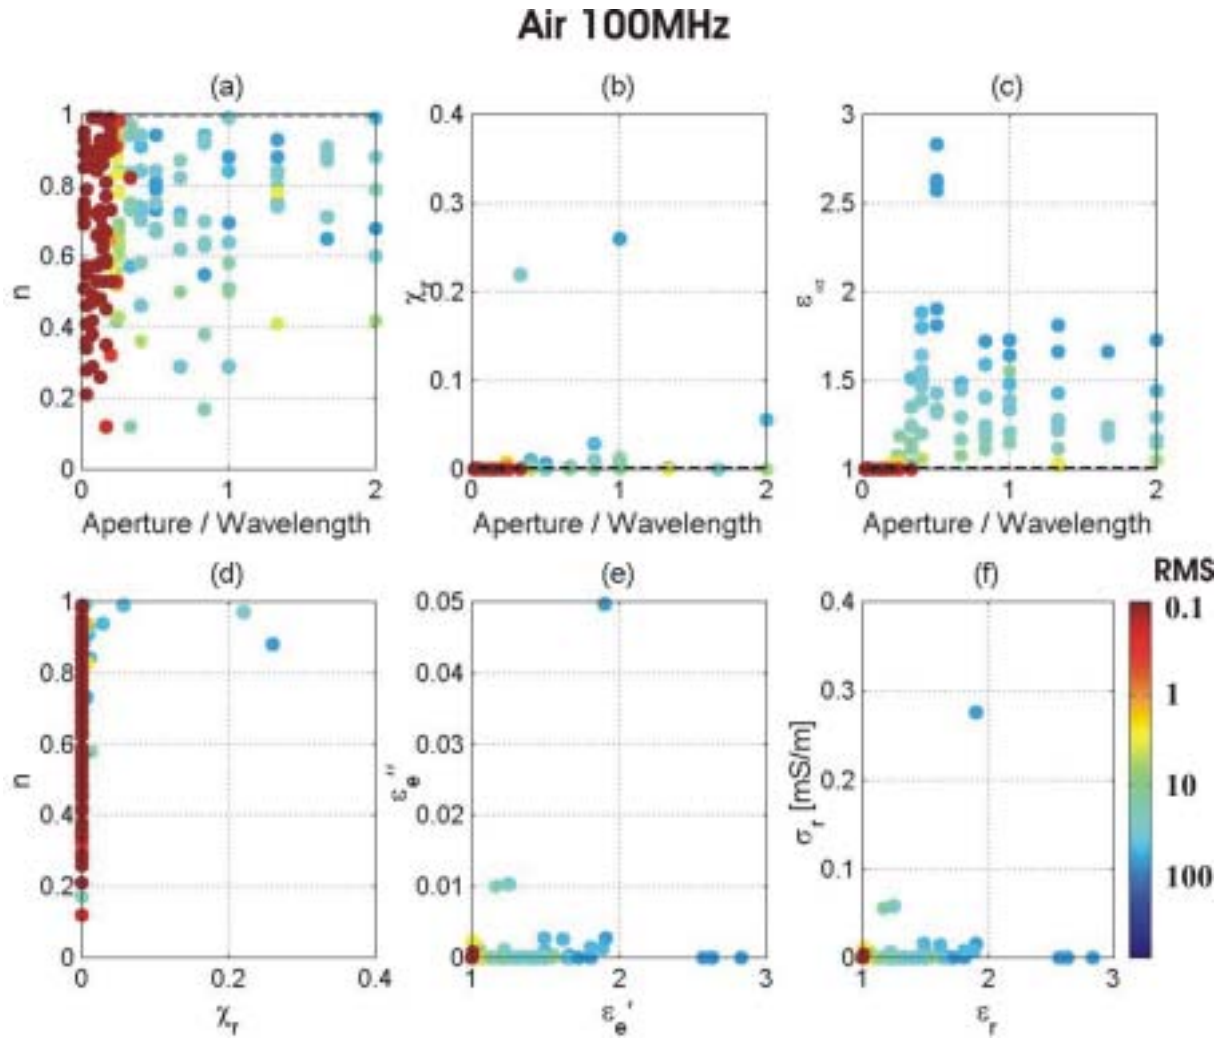 Air 100MHz
(a) (b) (c)
1 0.8 0.6 0.4 0.2 0
n
0 1 2
Aperture / Wavelength
0.4 0.3 0.2 0.1 0
χr
0 1 2
Aperture / Wavelength
3 2.5 2 1.5 1
ε∞
0 1 2
Aperture / Wavelength
(d) (e) (f) RMS
1 0.8 0.6 0.4 0.2 0
n
0 0.2 0.4
χr
0.05 0.04 0.03 0.02 0.01 0
εe''
1 2 3
εe'
0.4 0.3 0.2 0.1 0
σr [mS/m]
1 2 3
εr
0.1
1
10
100